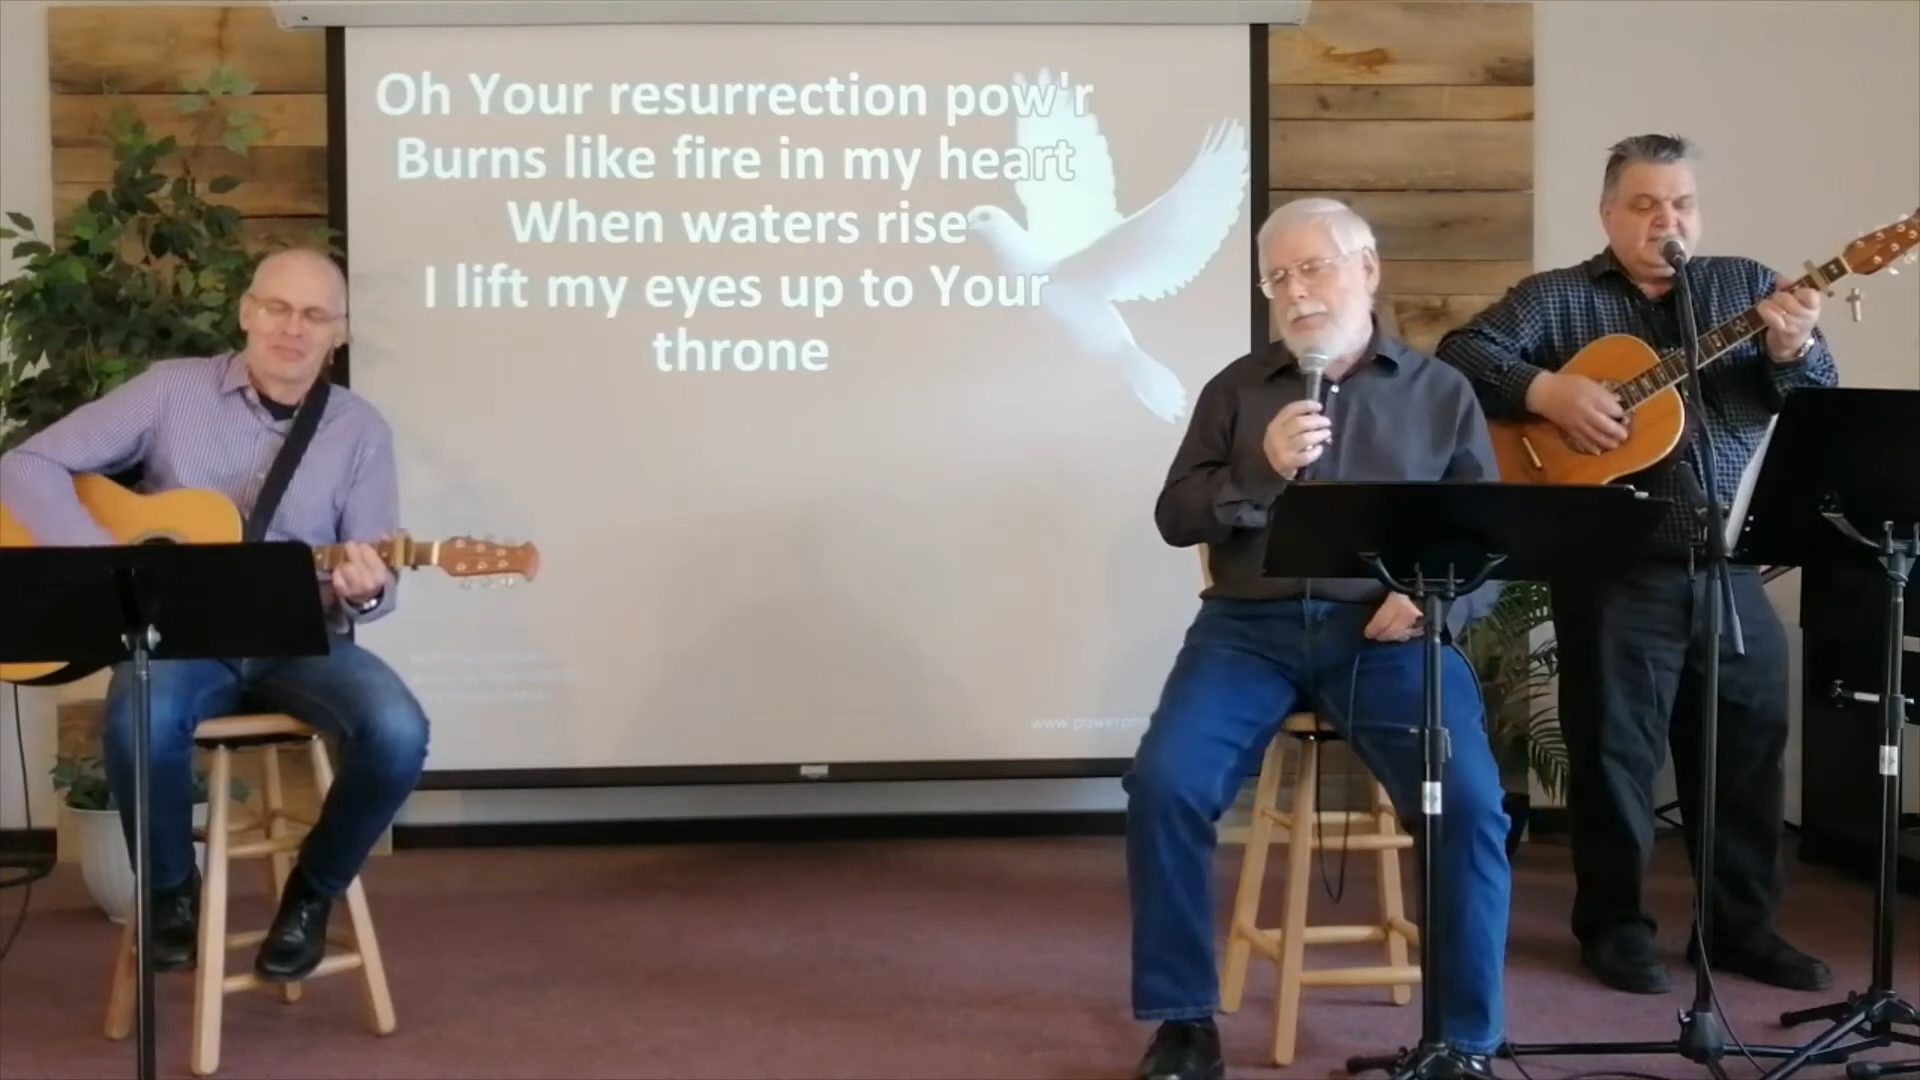 Oh Your resurrection pow'r
Burns like fire in my heart
When waters rise
I lift my eyes up to Your
throne